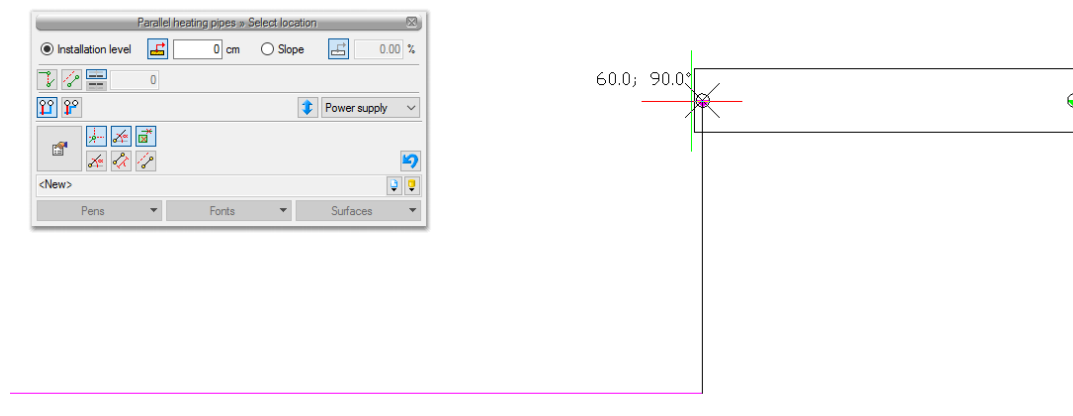 Parallel heating pipes » Select location
Installation level 0 cm Slope 0.00 %
0
Power supply
<New>
Pens Fonts Surfaces
60.0; 90.0°